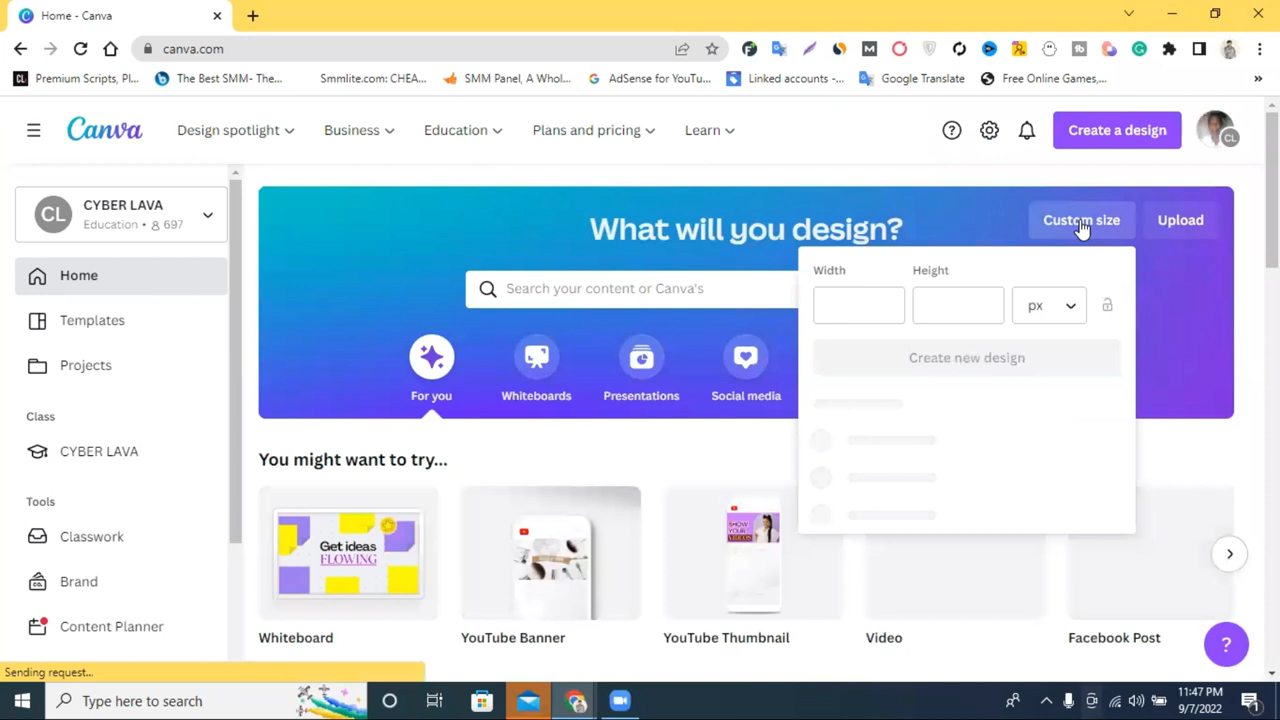 Home - Canva
canva.com
Premium Scripts, Pl...
The Best SMM- The...
Smmlite.com: CHEA...
SMM Panel, A Whol...
AdSense for YouTu...
Linked accounts -...
Google Translate
Free Online Games,...
Canva
Design spotlight
Business
Education
Plans and pricing
Learn
Create a design
CL
CL
CYBER LAVA
Education • 697
Home
Templates
Projects
Class
CYBER LAVA
Tools
Classwork
Brand
Content Planner
What will you design?
Custom size
Upload
Search your content or Canva's
Width
Height
px
Create new design
For you
Whiteboards
Presentations
Social media
You might want to try...
Get ideas
FLOWING
SHOW
YOUR
VIDEOS!
Whiteboard
YouTube Banner
YouTube Thumbnail
Video
Facebook Post
?
Sending request...
Type here to search
11:47 PM
9/7/2022
1